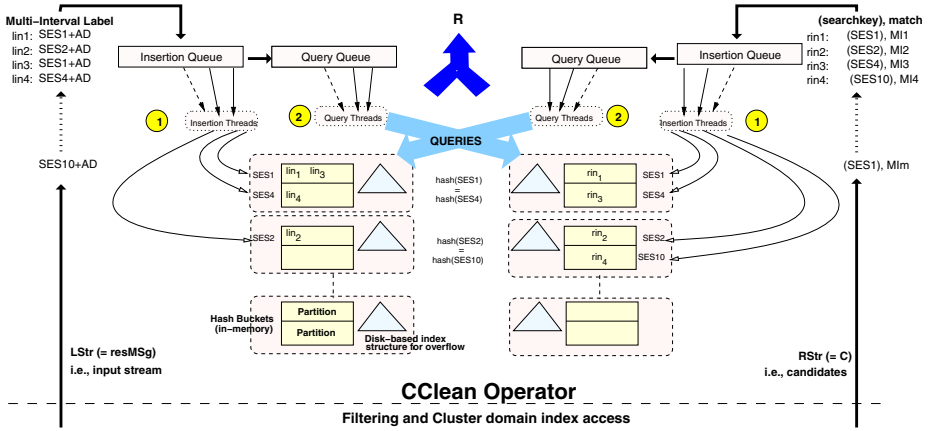 Multi-Interval Label
lin1: SES1+AD
lin2: SES2+AD
lin3: SES1+AD
lin4: SES4+AD
SES10+AD
LStr (= resMSg)
i.e., input stream
Insertion Queue
Query Queue
1
Insertion Threads
2
Query Threads
R
QUERIES
Query Queue
Insertion Queue
Query Threads
2
Insertion Threads
1
(searchkey), match
rin1: (SES1), MI1
rin2: (SES2), MI2
rin3: (SES4), MI3
rin4: (SES10), MI4
(SES1), MIm
RStr (= C)
i.e., candidates
SES1
lin1 lin3
SES4
lin4
hash(SES1)
=
hash(SES4)
rin1
SES1
rin3
SES4
SES2
lin2
hash(SES2)
=
hash(SES10)
rin2
SES2
rin4
SES10
Hash Buckets
(in-memory)
Partition
Partition
Disk-based index
structure for overflow
CClean Operator
Filtering and Cluster domain index access